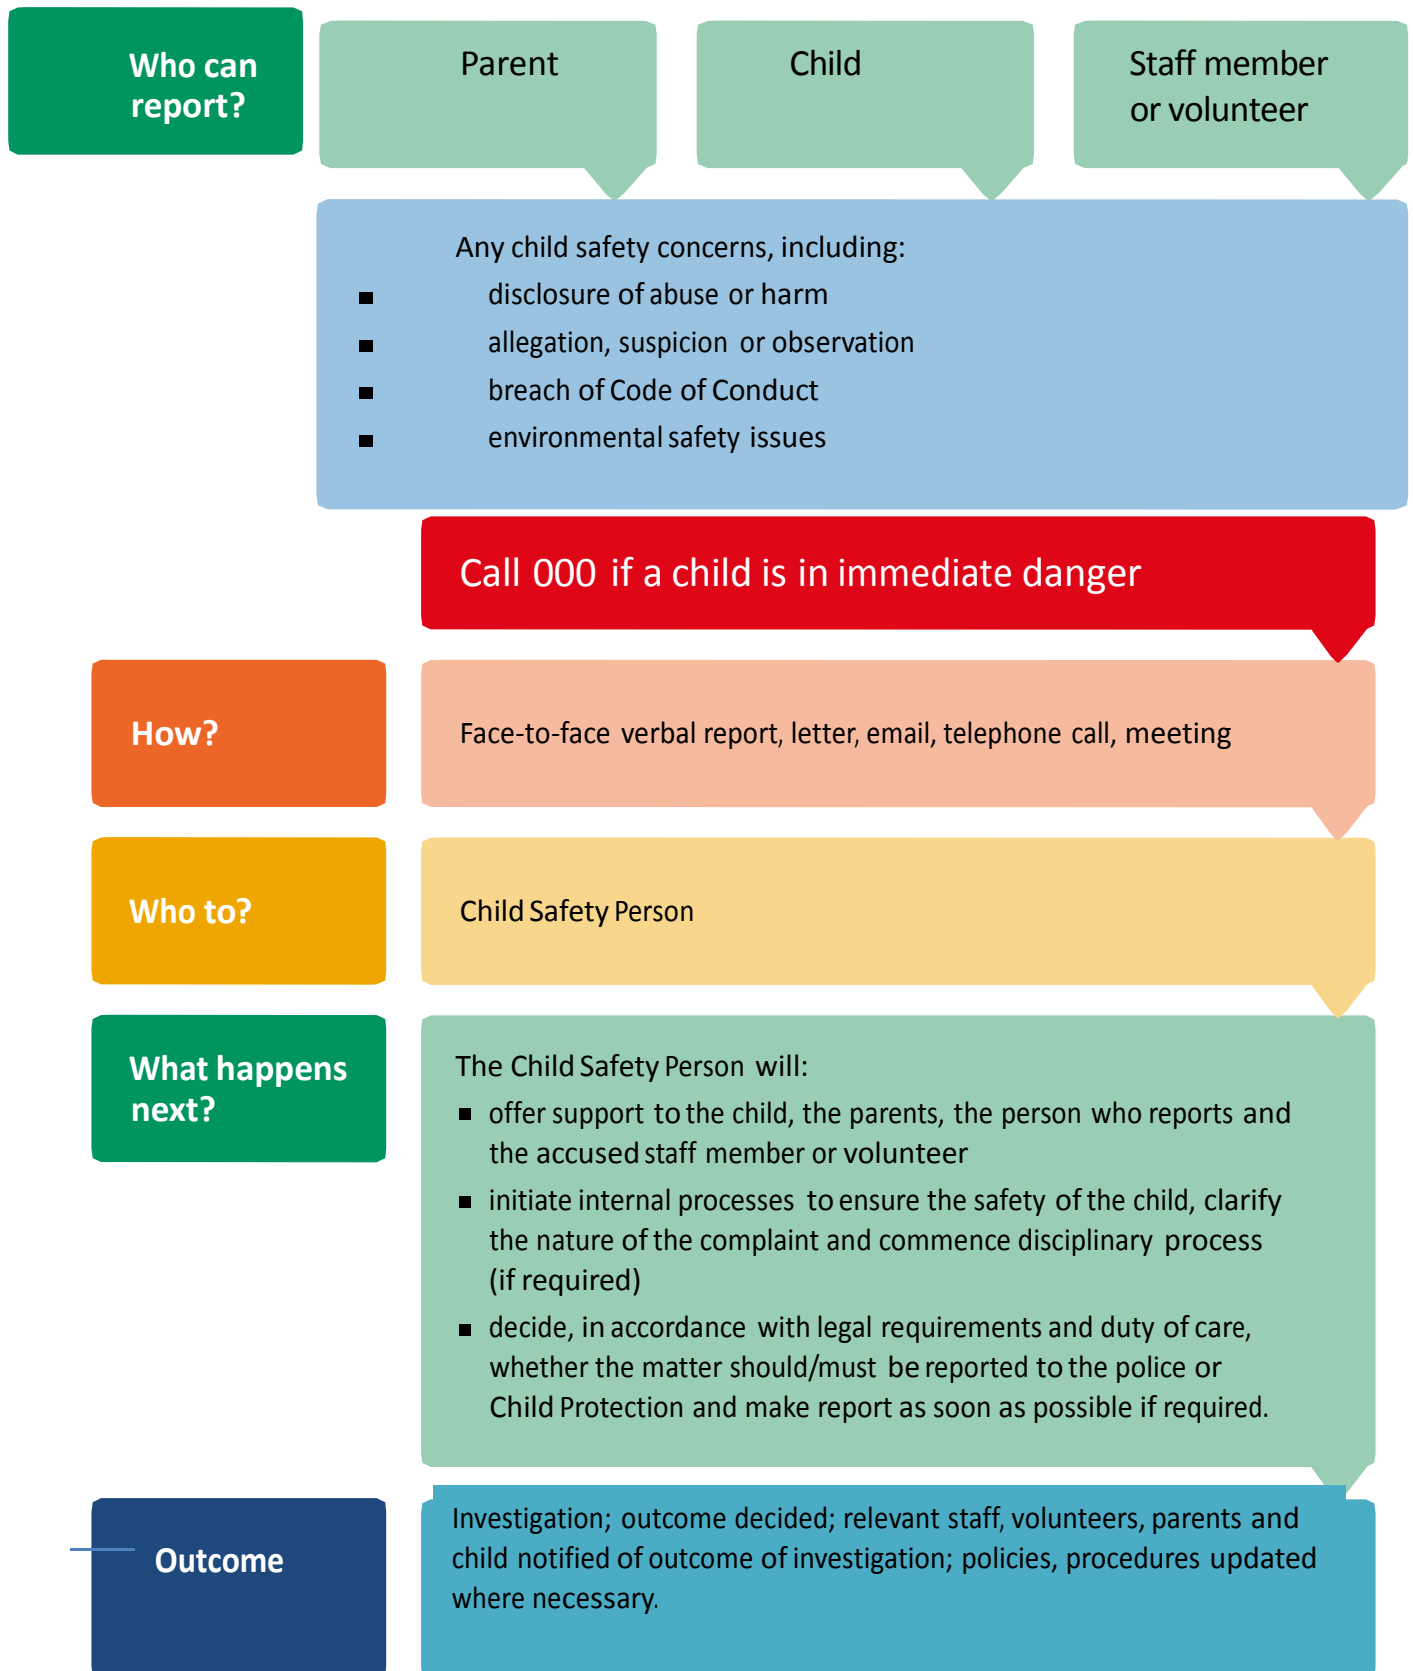 Who can
report?
Parent
Child
Staff member
or volunteer
Any child safety concerns, including:
■ disclosure of abuse or harm
■ allegation, suspicion or observation
■ breach of Code of Conduct
■ environmental safety issues
Call 000 if a child is in immediate danger
How?
Face-to-face verbal report, letter, email, telephone call, meeting
Who to?
Child Safety Person
What happens
next?
The Child Safety Person will:
■ offer support to the child, the parents, the person who reports and
the accused staff member or volunteer
■ initiate internal processes to ensure the safety of the child, clarify
the nature of the complaint and commence disciplinary process
(if required)
■ decide, in accordance with legal requirements and duty of care,
whether the matter should/must be reported to the police or
Child Protection and make report as soon as possible if required.
Outcome
Investigation; outcome decided; relevant staff, volunteers, parents and
child notified of outcome of investigation; policies, procedures updated
where necessary.